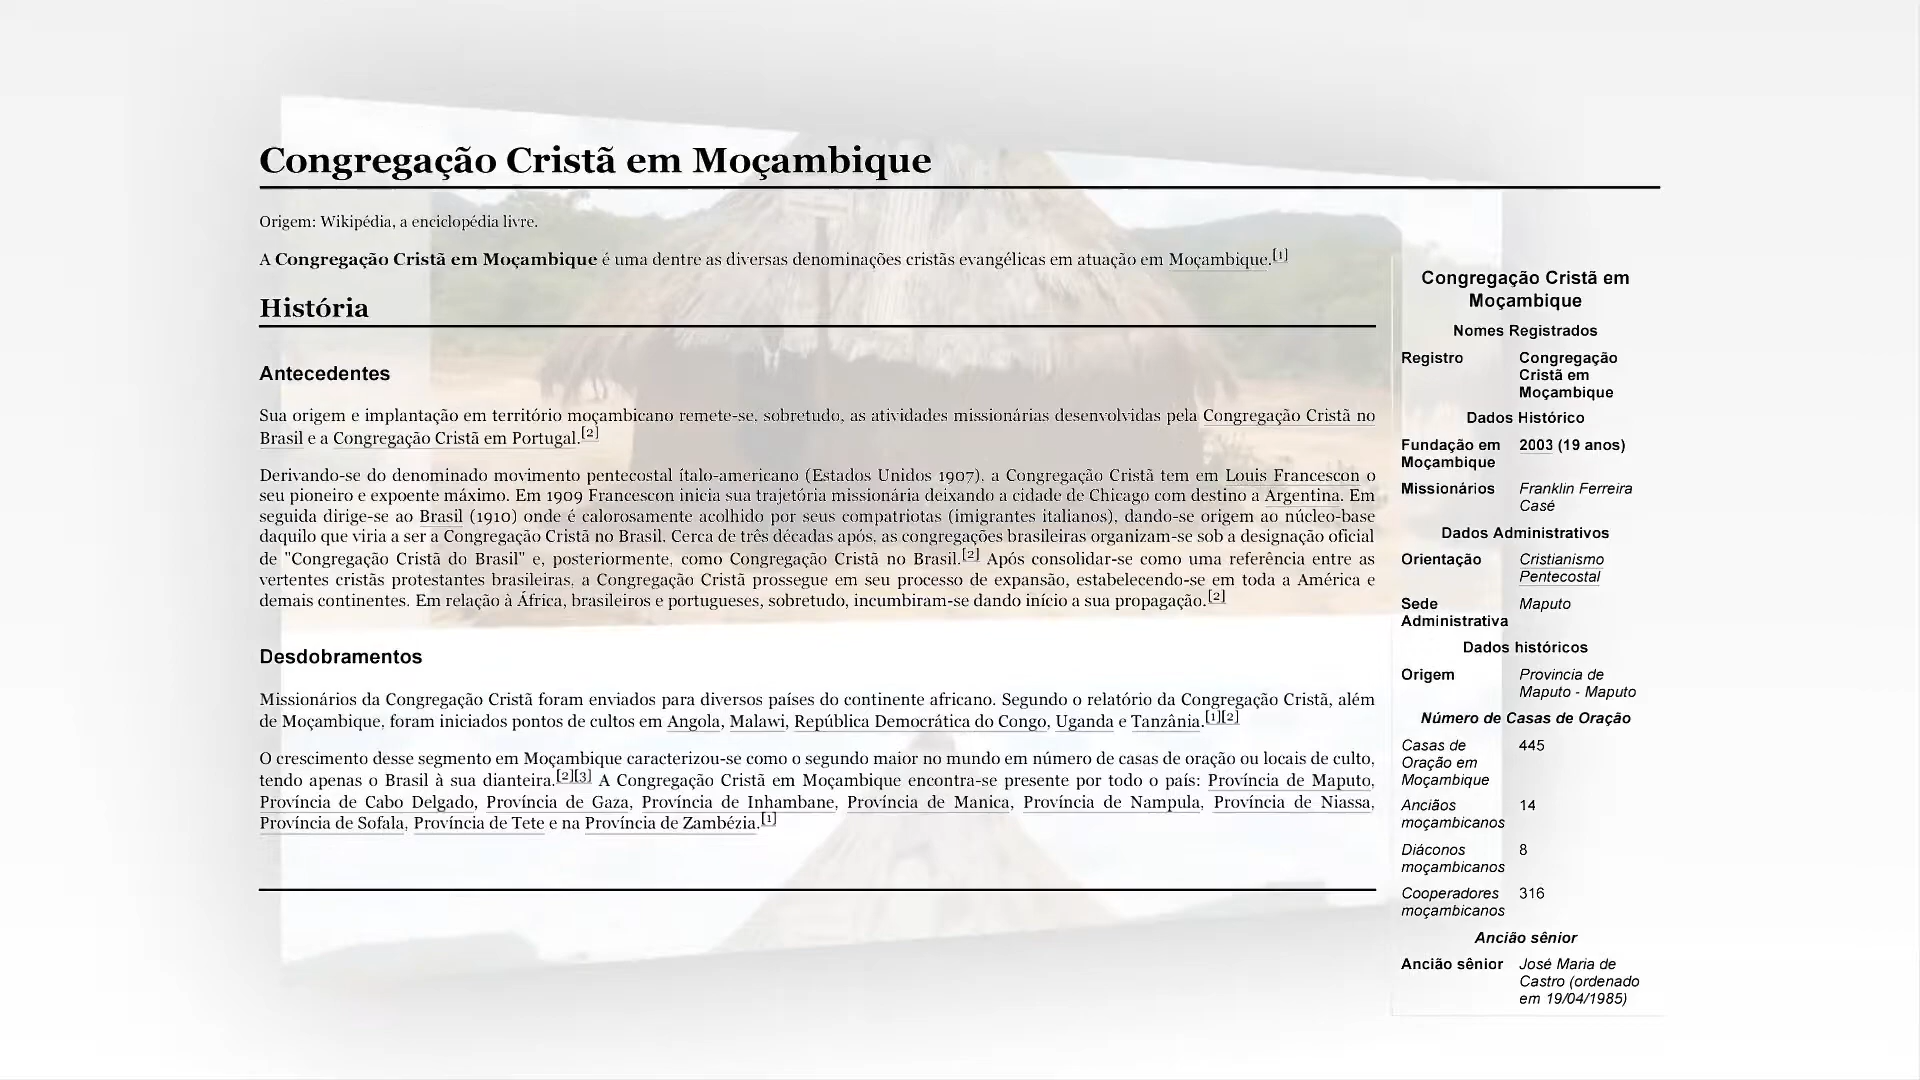 Congregação Cristã em Moçambique
Origem: Wikipédia, a enciclopédia livre.
A Congregação Cristã em Moçambique é uma dentre as diversas denominações cristãs evangélicas em atuação em Moçambique.[1]
História
Antecedentes
Sua origem e implantação em território moçambicano remete-se, sobretudo, as atividades missionárias desenvolvidas pela Congregação Cristã no
Brasil e a Congregação Cristã em Portugal.[2]
Derivando-se do denominado movimento pentecostal ítalo-americano (Estados Unidos 1907), a Congregação Cristã tem em Louis Francescon o
seu pioneiro e expoente máximo. Em 1909 Francescon inicia sua trajetória missionária deixando a cidade de Chicago com destino a Argentina. Em
seguida dirige-se ao Brasil (1910) onde é calorosamente acolhido por seus compatriotas (imigrantes italianos), dando-se origem ao núcleo-base
daquilo que viria a ser a Congregação Cristã no Brasil. Cerca de três décadas após, as congregações brasileiras organizam-se sob a designação oficial
de "Congregação Cristã do Brasil" e, posteriormente, como Congregação Cristã no Brasil.[2] Após consolidar-se como uma referência entre as
vertentes cristãs protestantes brasileiras, a Congregação Cristã prossegue em seu processo de expansão, estabelecendo-se em toda a América e
demais continentes. Em relação à África, brasileiros e portugueses, sobretudo, incumbiram-se dando início a sua propagação.[2]
Desdobramentos
Missionários da Congregação Cristã foram enviados para diversos países do continente africano. Segundo o relatório da Congregação Cristã, além
de Moçambique, foram iniciados pontos de cultos em Angola, Malawi, República Democrática do Congo, Uganda e Tanzânia.[1][2]
O crescimento desse segmento em Moçambique caracterizou-se como o segundo maior no mundo em número de casas de oração ou locais de culto,
tendo apenas o Brasil à sua dianteira.[2][3] A Congregação Cristã em Moçambique encontra-se presente por todo o país: Província de Maputo,
Província de Cabo Delgado, Província de Gaza, Província de Inhambane, Província de Manica, Província de Nampula, Província de Niassa,
Província de Sofala, Província de Tete e na Província de Zambézia.[1]
Congregação Cristã em
Moçambique
Nomes Registrados
Registro Congregação
Cristã em
Moçambique
Dados Histórico
Fundação em 2003 (19 anos)
Moçambique
Missionários Franklin Ferreira
Casé
Dados Administrativos
Orientação Cristianismo
Pentecostal
Sede Maputo
Administrativa
Dados históricos
Origem Provincia de
Maputo - Maputo
Número de Casas de Oração
Casas de 445
Oração em
Moçambique
Anciãos 14
moçambicanos
Diáconos 8
moçambicanos
Cooperadores 316
moçambicanos
Ancião sênior
Ancião sênior José Maria de
Castro (ordenado
em 19/04/1985)